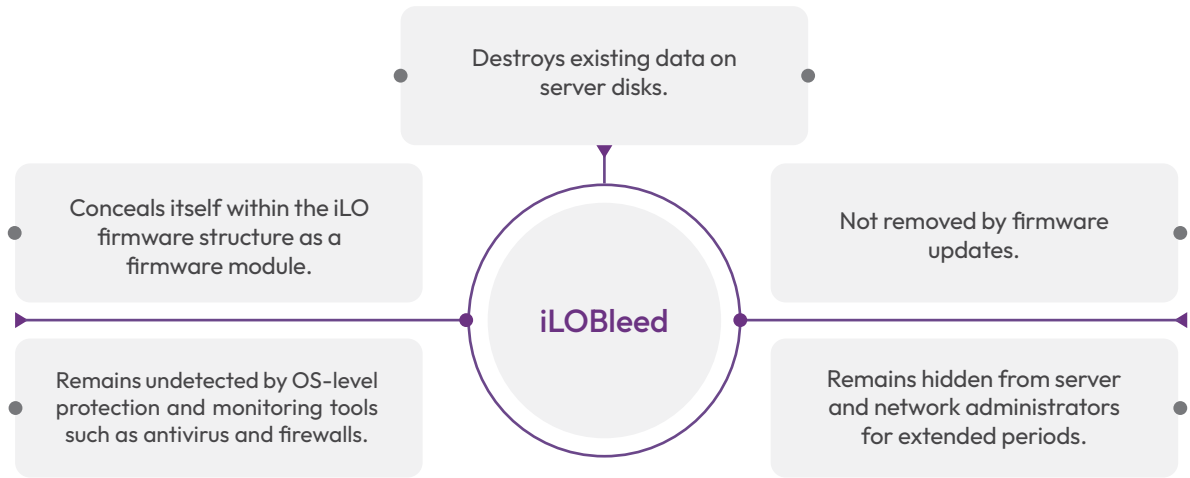 Destroys existing data on
server disks.
Conceals itself within the iLO
firmware structure as a
firmware module.
Not removed by firmware
updates.
iLOBleed
Remains undetected by OS-level
protection and monitoring tools
such as antivirus and firewalls.
Remains hidden from server
and network administrators
for extended periods.